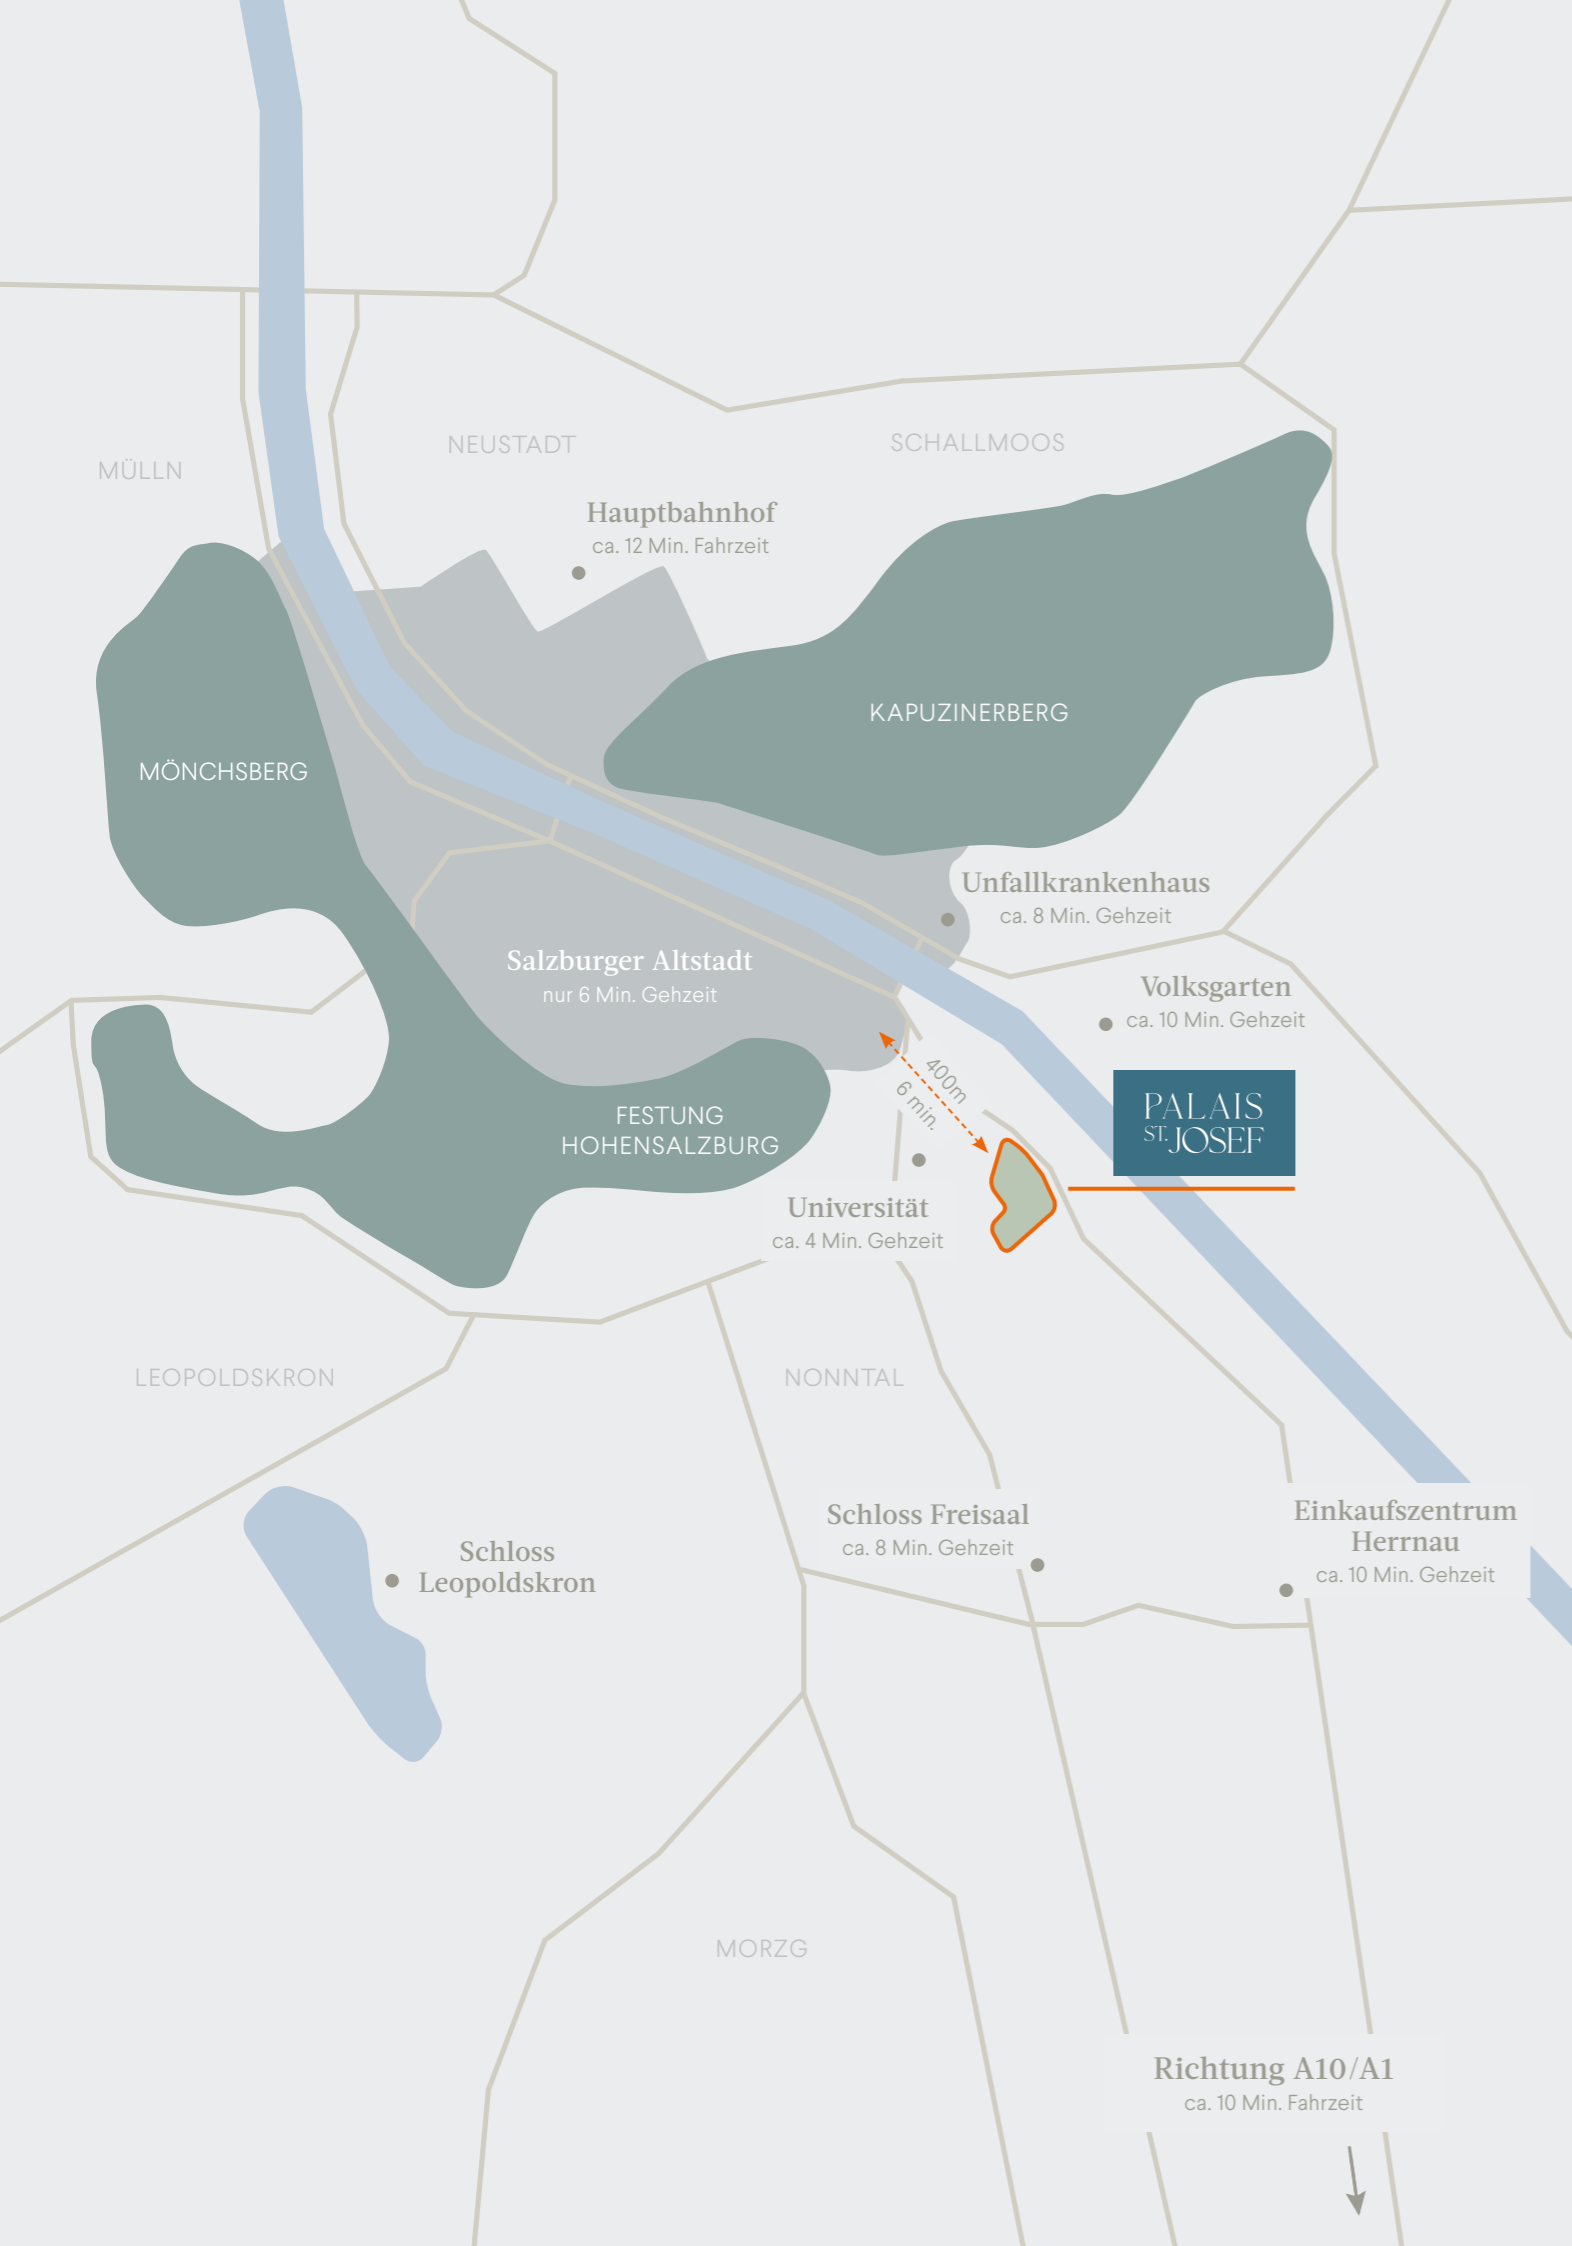 NEUSTADT
SCHALLMOOS
MÜLLN
Hauptbahnhof
ca. 12 Min. Fahrzeit
KAPUZINERBERG
MÖNCHSBERG
Unfallkrankenhaus
ca. 8 Min. Gehzeit
Salzburger Altstadt
nur 6 Min. Gehzeit
Volksgarten
ca. 10 Min. Gehzeit
400m
6 min.
PALAIS
ST. JOSEF
FESTUNG
HOHENSALZBURG
Universität
ca. 4 Min. Gehzeit
LEOPOLDSKRON
NONNTAL
Schloss Freisaal
ca. 8 Min. Gehzeit
Einkaufszentrum
Herrnau
ca. 10 Min. Gehzeit
Schloss
Leopoldskron
MORZG
Richtung A10/A1
ca. 10 Min. Fahrzeit